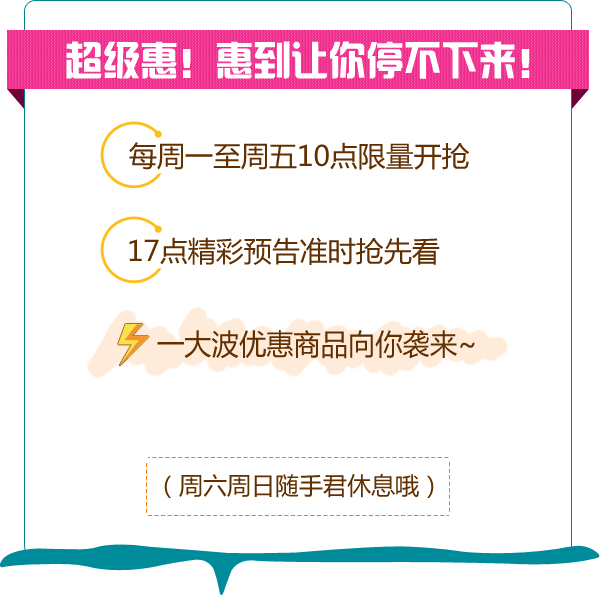 超级惠！惠到让你停不下来！
每周一至周五10点限量开抢
17点精彩预告准时抢先看
一大波优惠商品向你袭来~
（周六周日随手君休息哦）